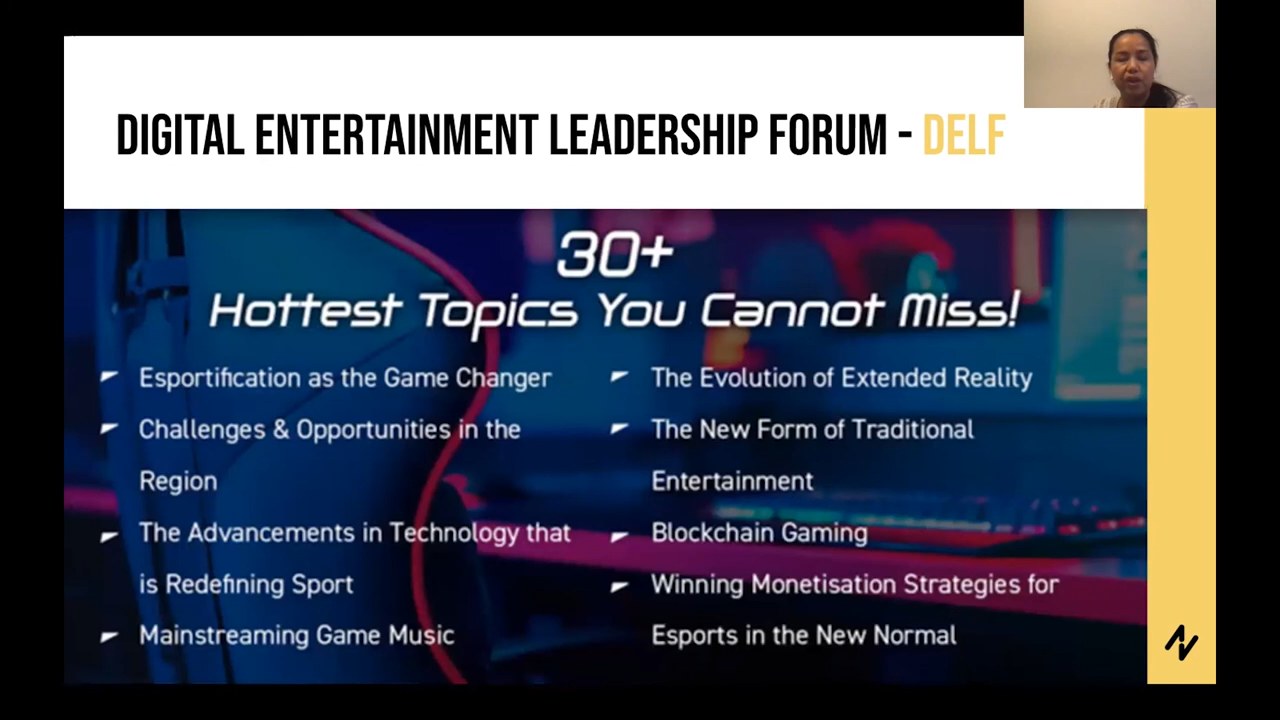 DIGITAL ENTERTAINMENT LEADERSHIP FORUM - DELF
30+
Hottest Topics You Cannot Miss!
Esportification as the Game Changer
Challenges & Opportunities in the
Region
The Advancements in Technology that
is Redefining Sport
Mainstreaming Game Music
The Evolution of Extended Reality
The New Form of Traditional
Entertainment
Blockchain Gaming
Winning Monetisation Strategies for
Esports in the New Normal